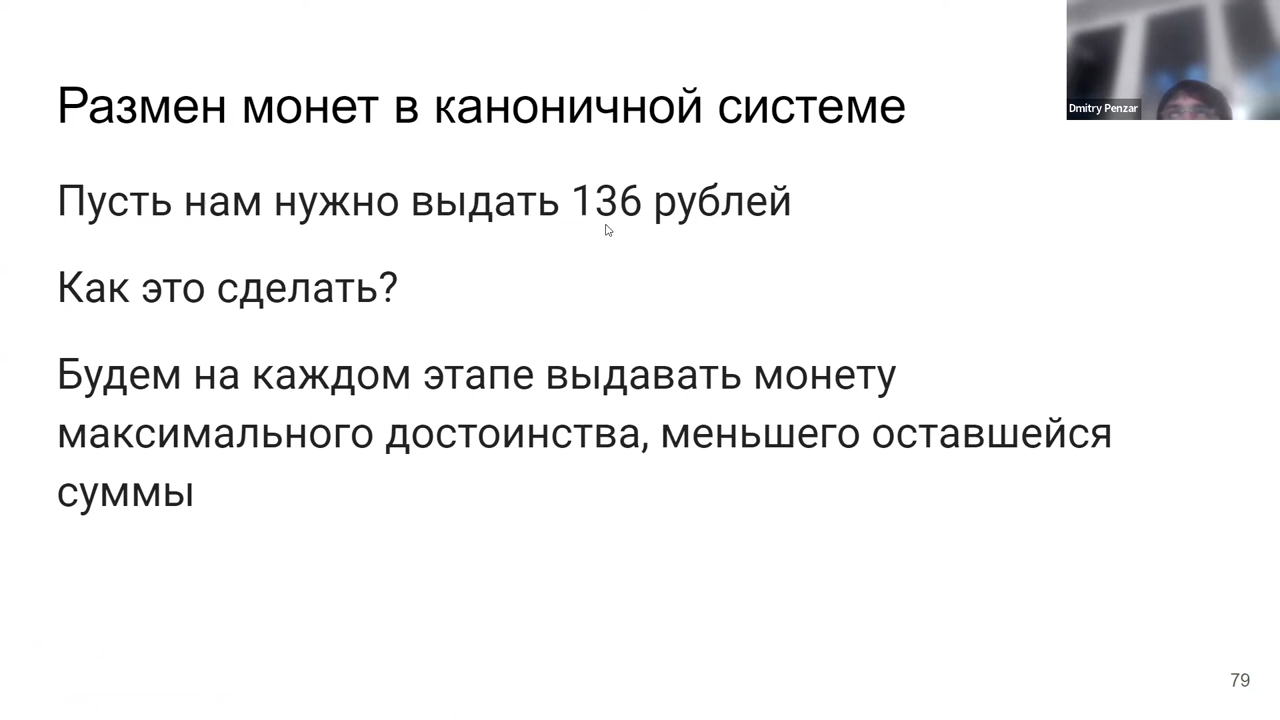 Размен монет в каноничной системе
Dmitry Penzar
Пусть нам нужно выдать 136 рублей
Как это сделать?
Будем на каждом этапе выдавать монету
максимального достоинства, меньшего оставшейся
суммы
79